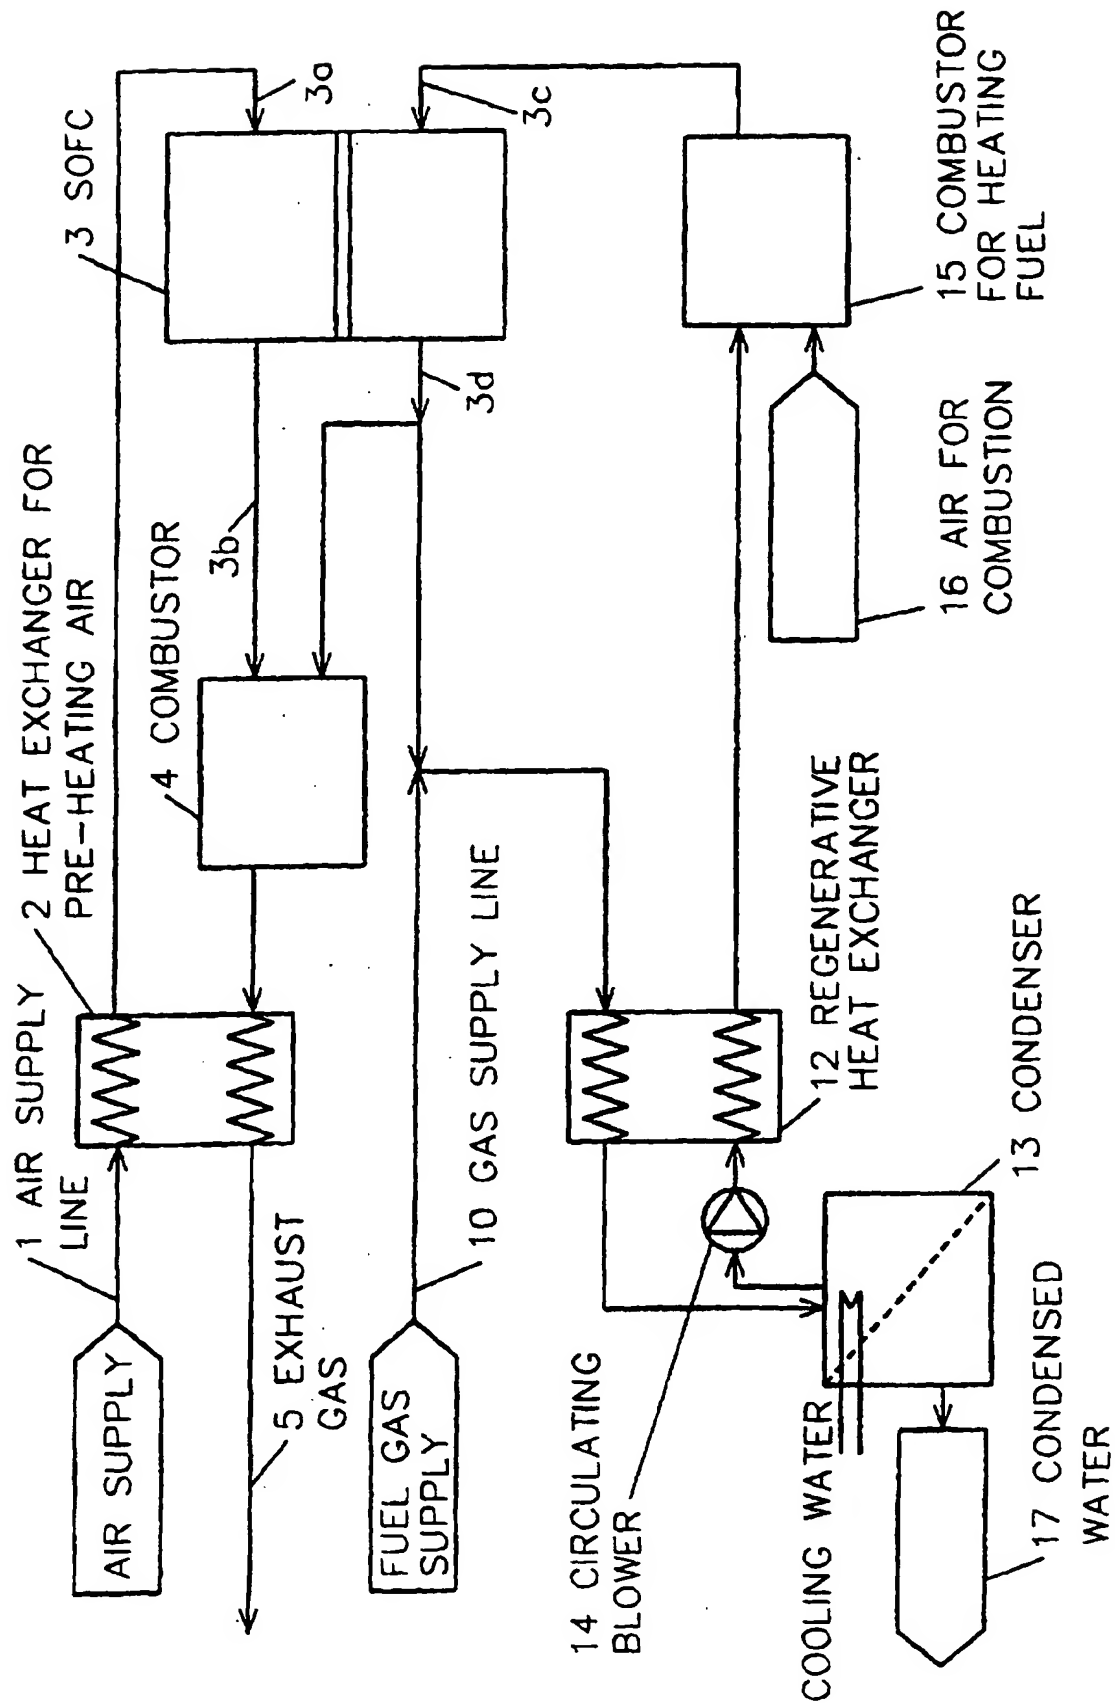 1 AIR SUPPLY
LINE
2 HEAT EXCHANGER FOR
PRE-HEATING AIR
3 SOFC
3a
AIR SUPPLY
4 COMBUSTOR
3b
3c
3d
5 EXHAUST
GAS
FUEL GAS
SUPPLY
10 GAS SUPPLY LINE
14 CIRCULATING
BLOWER
12 REGENERATIVE
HEAT EXCHANGER
16 AIR FOR
COMBUSTION
15 COMBUSTOR
FOR HEATING
FUEL
COOLING WATER
13 CONDENSER
17 CONDENSED
WATER